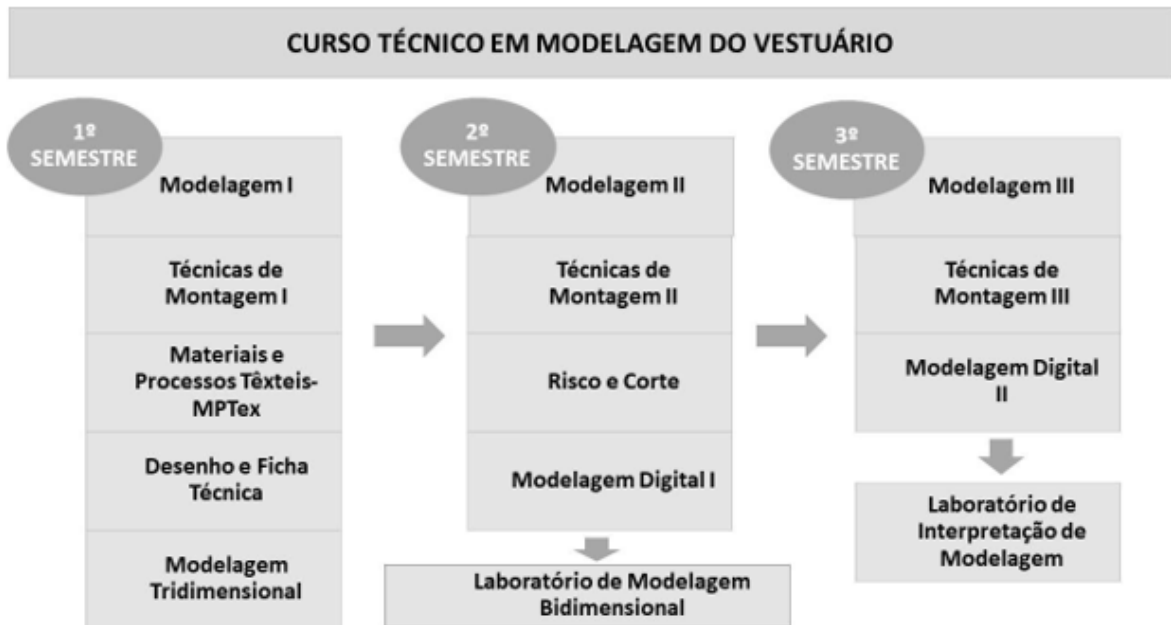 CURSO TÉCNICO EM MODELAGEM DO VESTUÁRIO
1º
SEMESTRE
Modelagem I
Técnicas de
Montagem I
Materiais e
Processos Têxteis-
MPTex
Desenho e Ficha
Técnica
Modelagem
Tridimensional
2º
SEMESTRE
Modelagem II
Técnicas de
Montagem II
Risco e Corte
Modelagem Digital I
Laboratório de Modelagem
Bidimensional
3º
SEMESTRE
Modelagem III
Técnicas de
Montagem III
Modelagem Digital
II
Laboratório de
Interpretação de
Modelagem